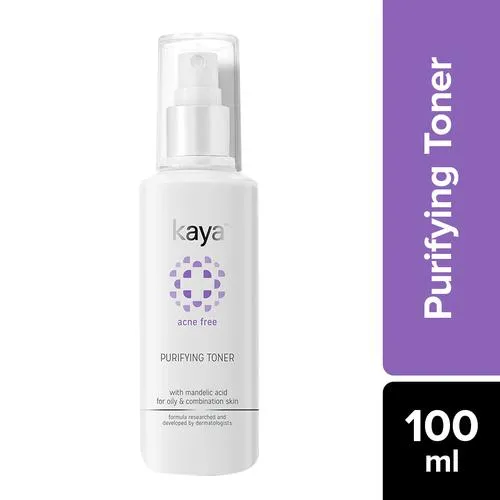 kaya™
acne free
PURIFYING TONER
with mandelic acid
for oily & combination skin
formula researched and
developed by dermatologists
Purifying Toner
100
ml